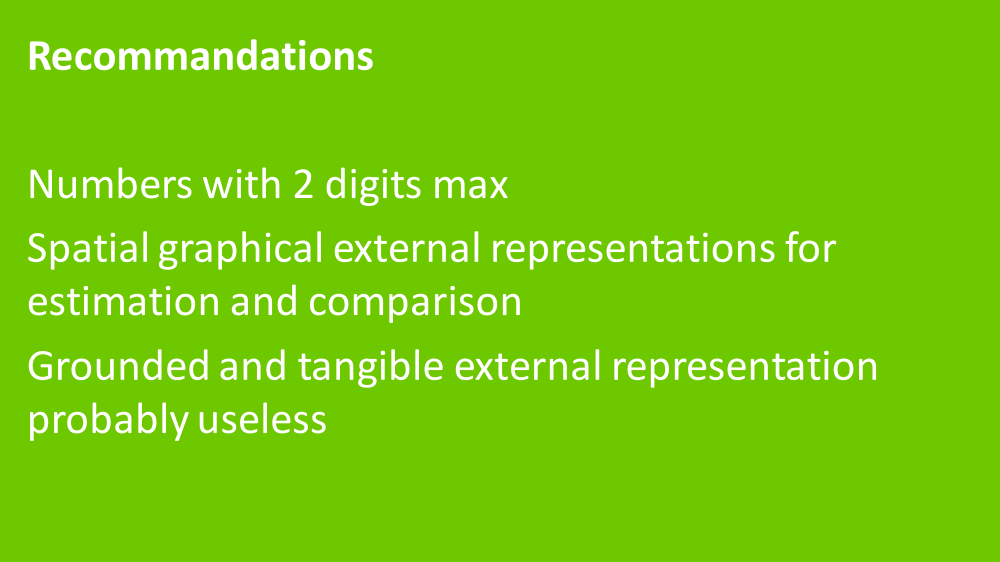 Recommandations
Numbers with 2 digits max
Spatial graphical external representations for
estimation and comparison
Grounded and tangible external representation
probably useless